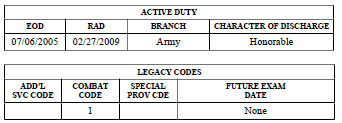 ACTIVE DUTY
EOD RAD BRANCH CHARACTER OF DISCHARGE
07/06/2005 02/27/2009 Army Honorable
LEGACY CODES
ADD'L SVC CODE COMBAT CODE SPECIAL PROV CDE FUTURE EXAM DATE
1 None